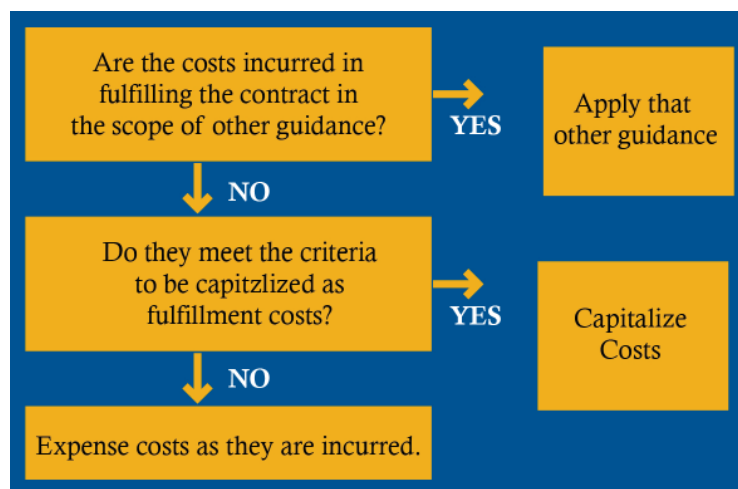 Are the costs incurred in
fulfilling the contract in
the scope of other guidance?
YES
Apply that
other guidance
NO
Do they meet the criteria
to be capitzlized as
fulfillment costs?
YES
Capitalize
Costs
NO
Expense costs as they are incurred.